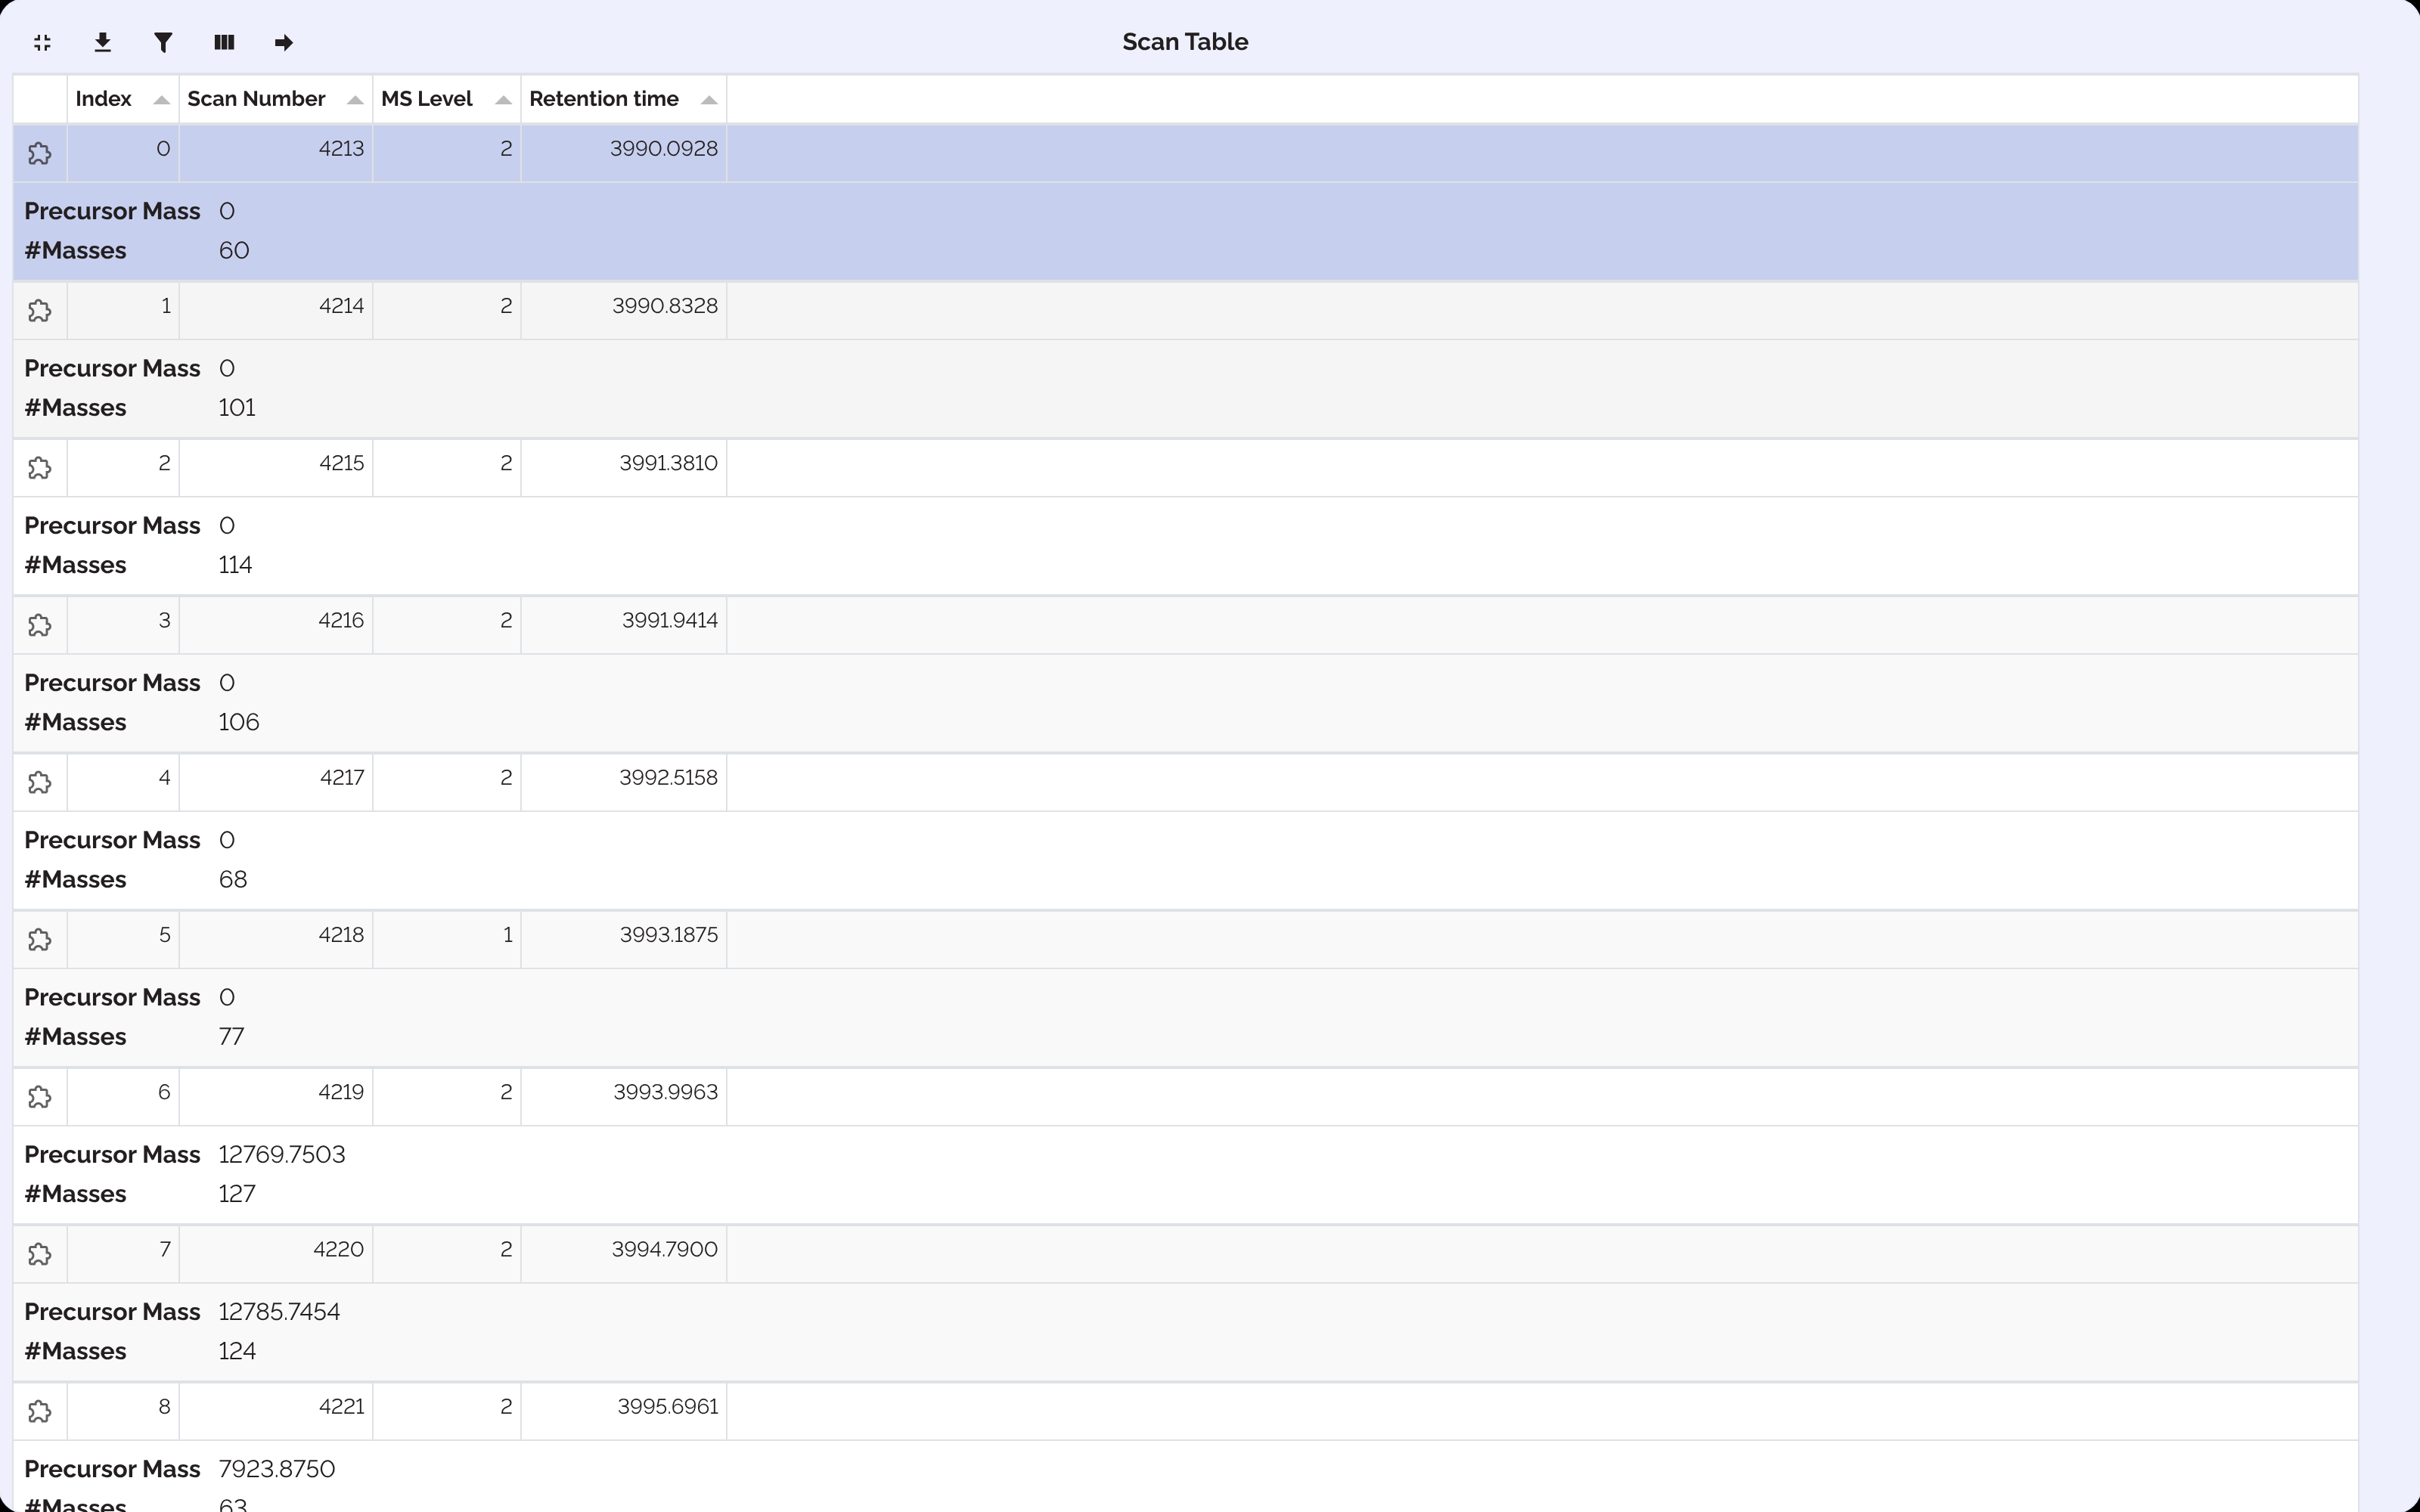 Scan Table
Index Scan Number MS Level Retention time
0 4213 2 3990.0928
Precursor Mass 0
#Masses 60
1 4214 2 3990.8328
Precursor Mass 0
#Masses 101
2 4215 2 3991.3810
Precursor Mass 0
#Masses 114
3 4216 2 3991.9414
Precursor Mass 0
#Masses 106
4 4217 2 3992.5158
Precursor Mass 0
#Masses 68
5 4218 1 3993.1875
Precursor Mass 0
#Masses 77
6 4219 2 3993.9963
Precursor Mass 12769.7503
#Masses 127
7 4220 2 3994.7900
Precursor Mass 12785.7454
#Masses 124
8 4221 2 3995.6961
Precursor Mass 7923.8750
#Masses 63